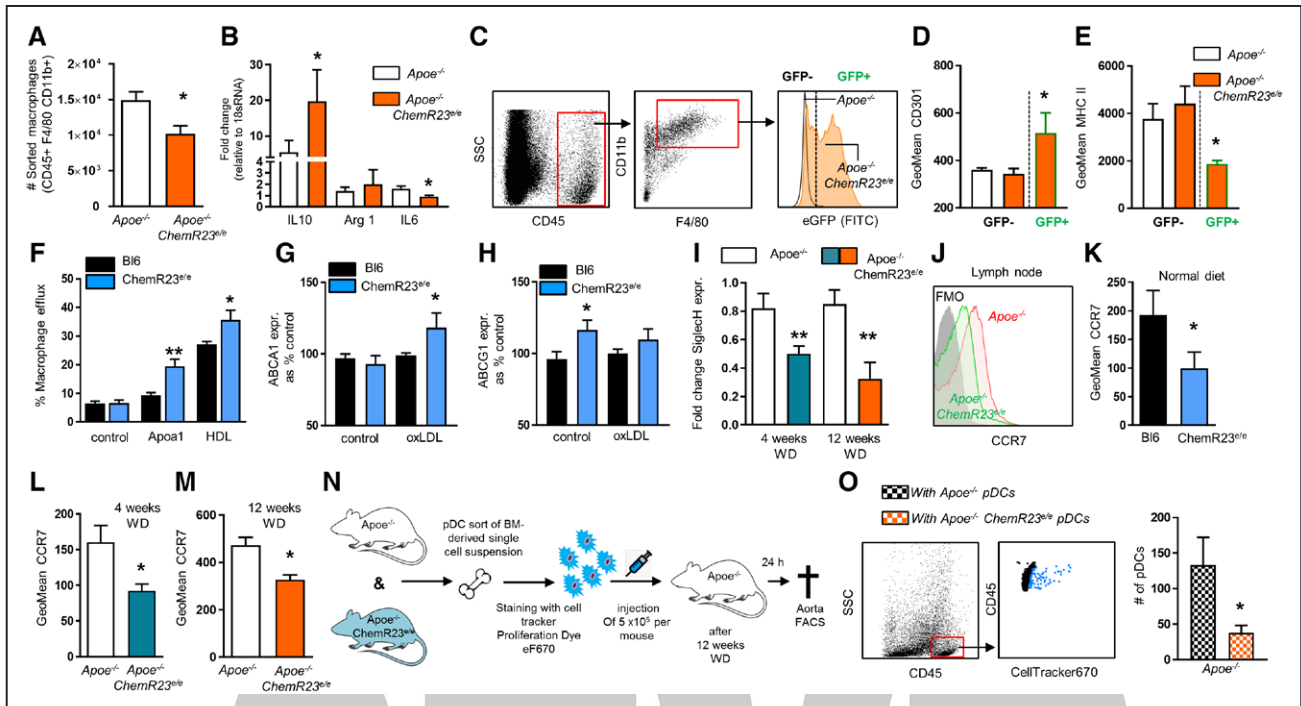 A
# Sorted macrophages
(CD45+ F4/80 CD11b+)
2×10⁴
1.5×10⁴
1×10⁴
5×10³
0
*
Apoe-/-
Apoe-/-
ChemR23e/e
B
Fold change
(relative to 18sRNA)
30
20
10
4
2
1
0
*
*
IL10
Arg 1
IL6
Apoe-/-
Apoe-/-
ChemR23e/e
C
SSC
CD45
CD11b
F4/80
GFP-
GFP+
Apoe-/-
Apoe-/-
ChemR23e/e
eGFP (FITC)
D
GeoMean CD301
800
600
400
200
*
GFP-
GFP+
E
GeoMean MHC II
6000
4000
2000
0
*
GFP-
GFP+
Apoe-/-
Apoe-/-
ChemR23e/e
F
% Macrophage efflux
50
40
30
20
10
0
Bl6
ChemR23e/e
**
*
control
Apoa1
HDL
G
ABCA1 expr.
as % control
150
100
50
Bl6
ChemR23e/e
*
control
oxLDL
H
ABCG1 expr.
as % control
150
100
50
Bl6
ChemR23e/e
*
control
oxLDL
I
Fold change SiglecH expr.
1.0
0.8
0.6
0.4
0.2
0.0
Apoe-/-
Apoe-/-
ChemR23e/e
**
**
4 weeks
WD
12 weeks
WD
J
Lymph node
FMO
Apoe-/-
Apoe-/-
ChemR23e/e
CCR7
K
Normal diet
GeoMean CCR7
250
200
150
100
50
0
*
Bl6
ChemR23e/e
L
4 weeks
WD
GeoMean CCR7
200
150
100
50
0
*
Apoe-/-
Apoe-/-
ChemR23e/e
M
12 weeks
WD
GeoMean CCR7
600
400
200
0
*
Apoe-/-
Apoe-/-
ChemR23e/e
N
Apoe-/-
&
Apoe-/-
ChemR23e/e
pDC sort of BM-
derived single
cell suspension
Staining with cell
tracker
Proliferation Dye
eF670
injection
Of 5 x10⁵ per
mouse
Apoe-/-
after
12 weeks
WD
24 h
Aorta
FACS
O
With Apoe-/- pDCs
With Apoe-/- ChemR23e/e pDCs
SSC
CD45
CD45
CellTracker670
# of pDCs
200
150
100
50
0
*
Apoe-/-